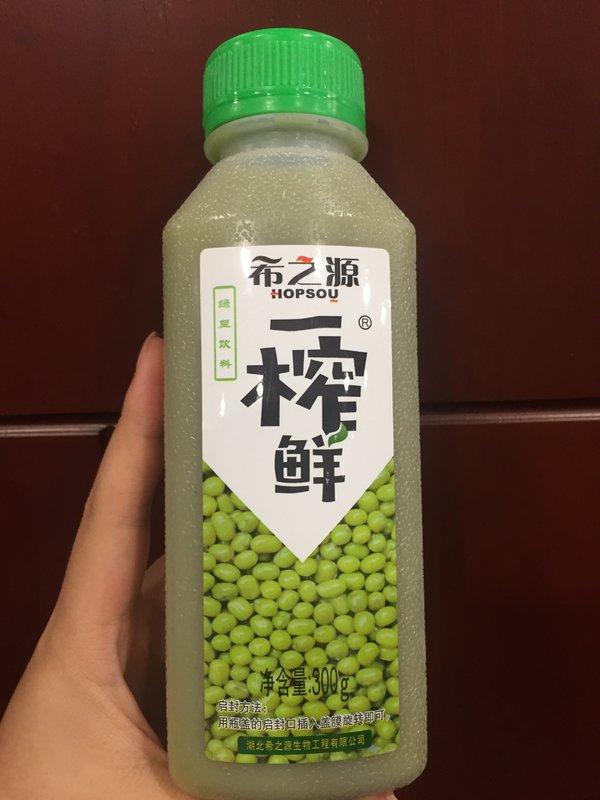 希之源
HOPSOU
绿豆饮料
一榨鲜®
净含量:300g
启封方法:
用瓶盖的启封口插入盖膜旋转即可。
湖北希之源生物工程有限公司